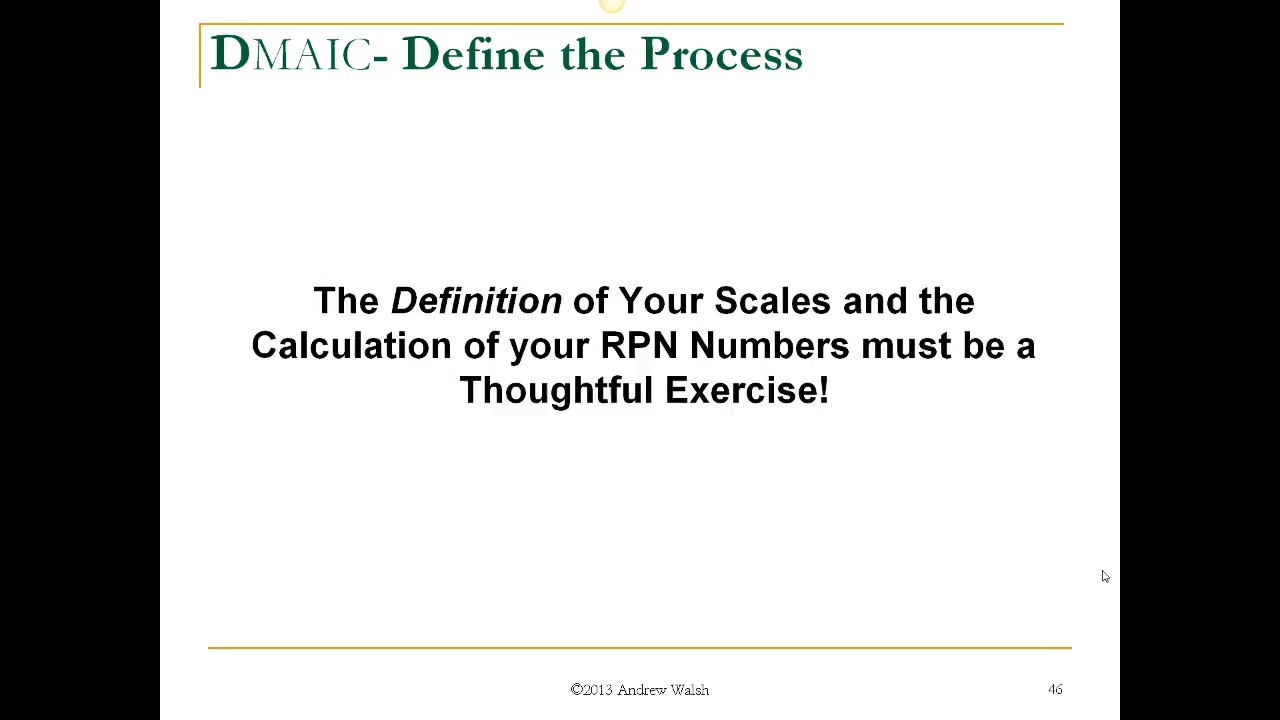 DMAIC- Define the Process
The Definition of Your Scales and the
Calculation of your RPN Numbers must be a
Thoughtful Exercise!
©2013 Andrew Walsh
46